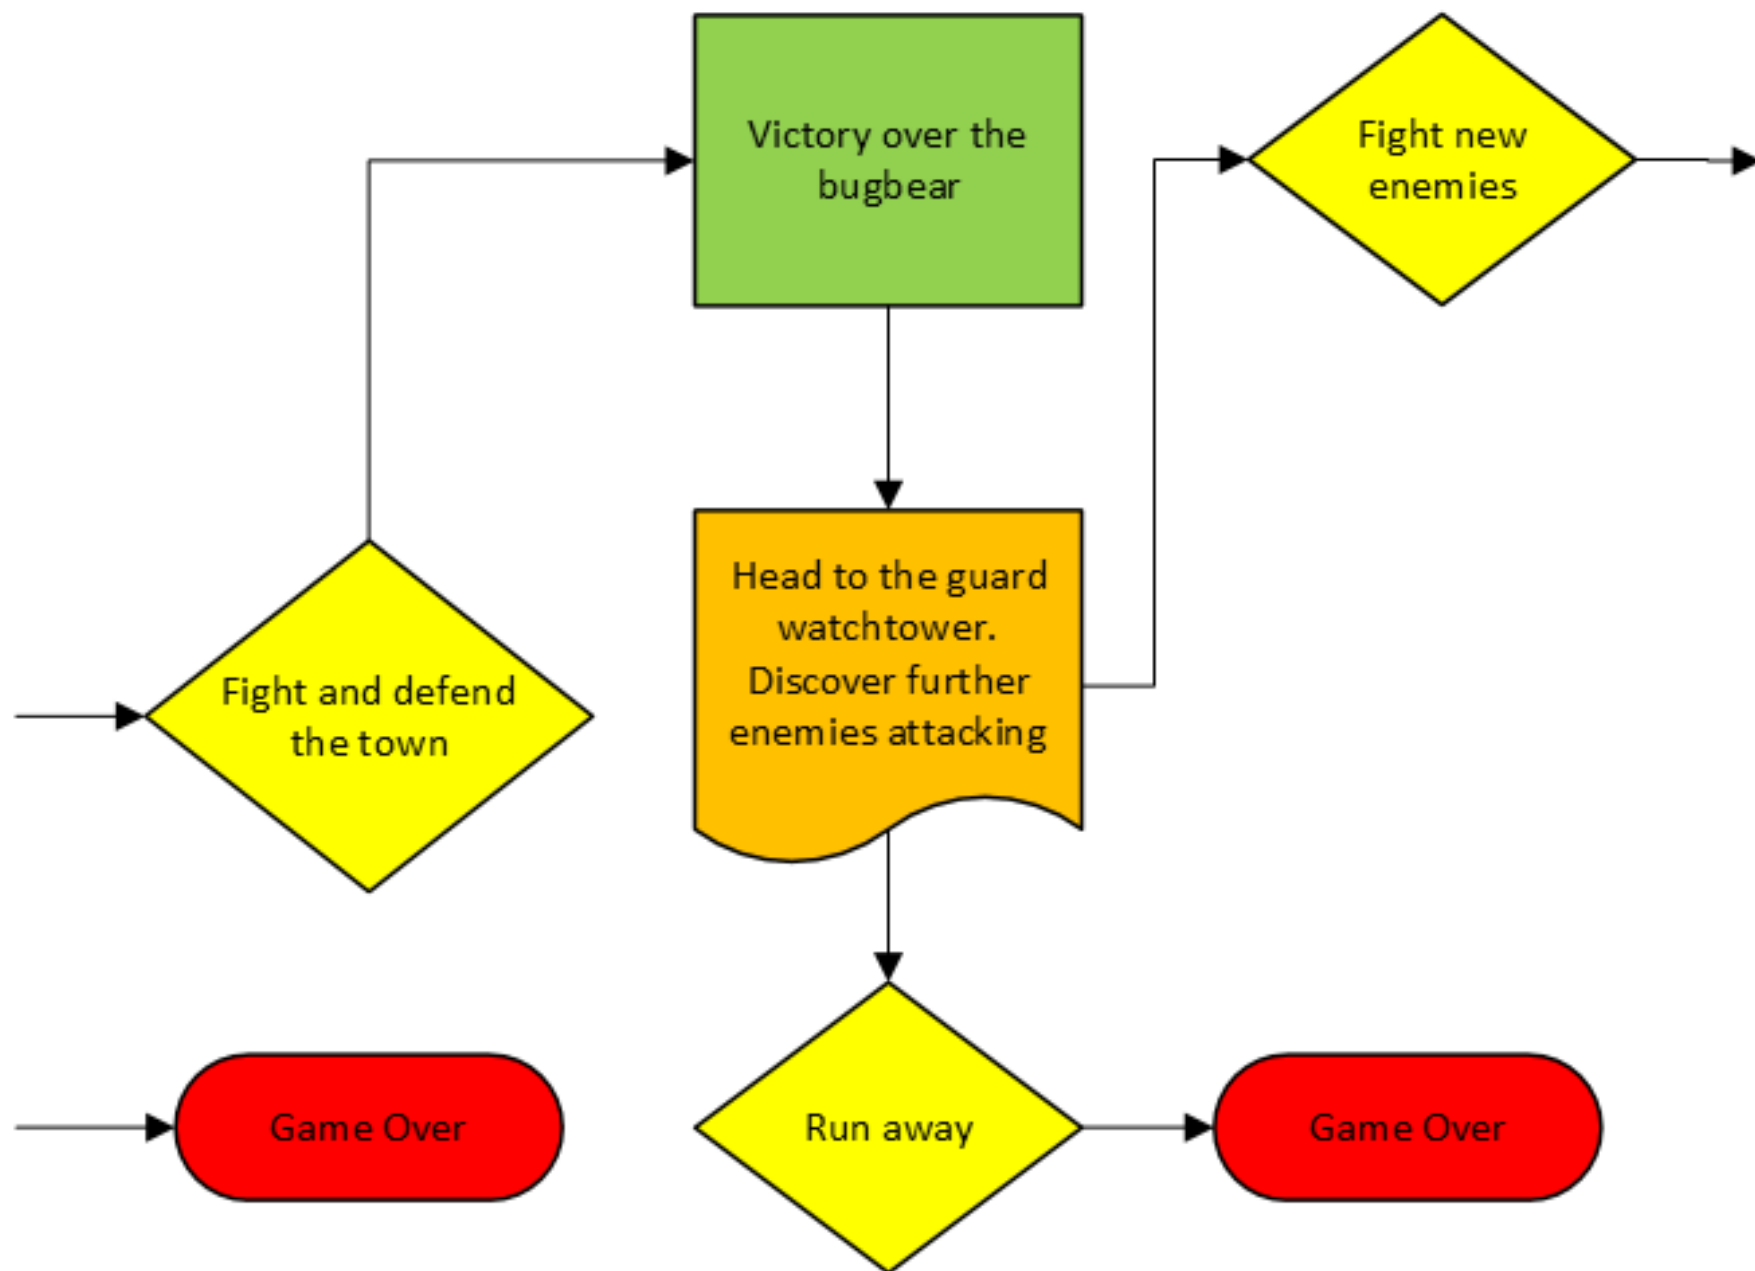 Victory over the
bugbear
Fight new
enemies
Head to the guard
watchtower.
Discover further
enemies attacking
Fight and defend
the town
Game Over
Run away
Game Over